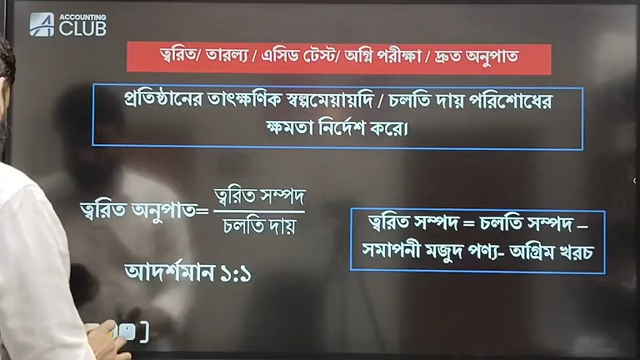 ACCOUNTING
CLUB
ত্বরিত/ তারল্য / এসিড টেস্ট/ অগ্নি পরীক্ষা / দ্রুত অনুপাত
প্রতিষ্ঠানের তাৎক্ষণিক স্বল্পমেয়ায়দি / চলতি দায় পরিশোধের
ক্ষমতা নির্দেশ করে।
ত্বরিত অনুপাত= ত্বরিত সম্পদ
চলতি দায়
ত্বরিত সম্পদ = চলতি সম্পদ –
সমাপনী মজুদ পণ্য- অগ্রিম খরচ
আদর্শমান ১:১